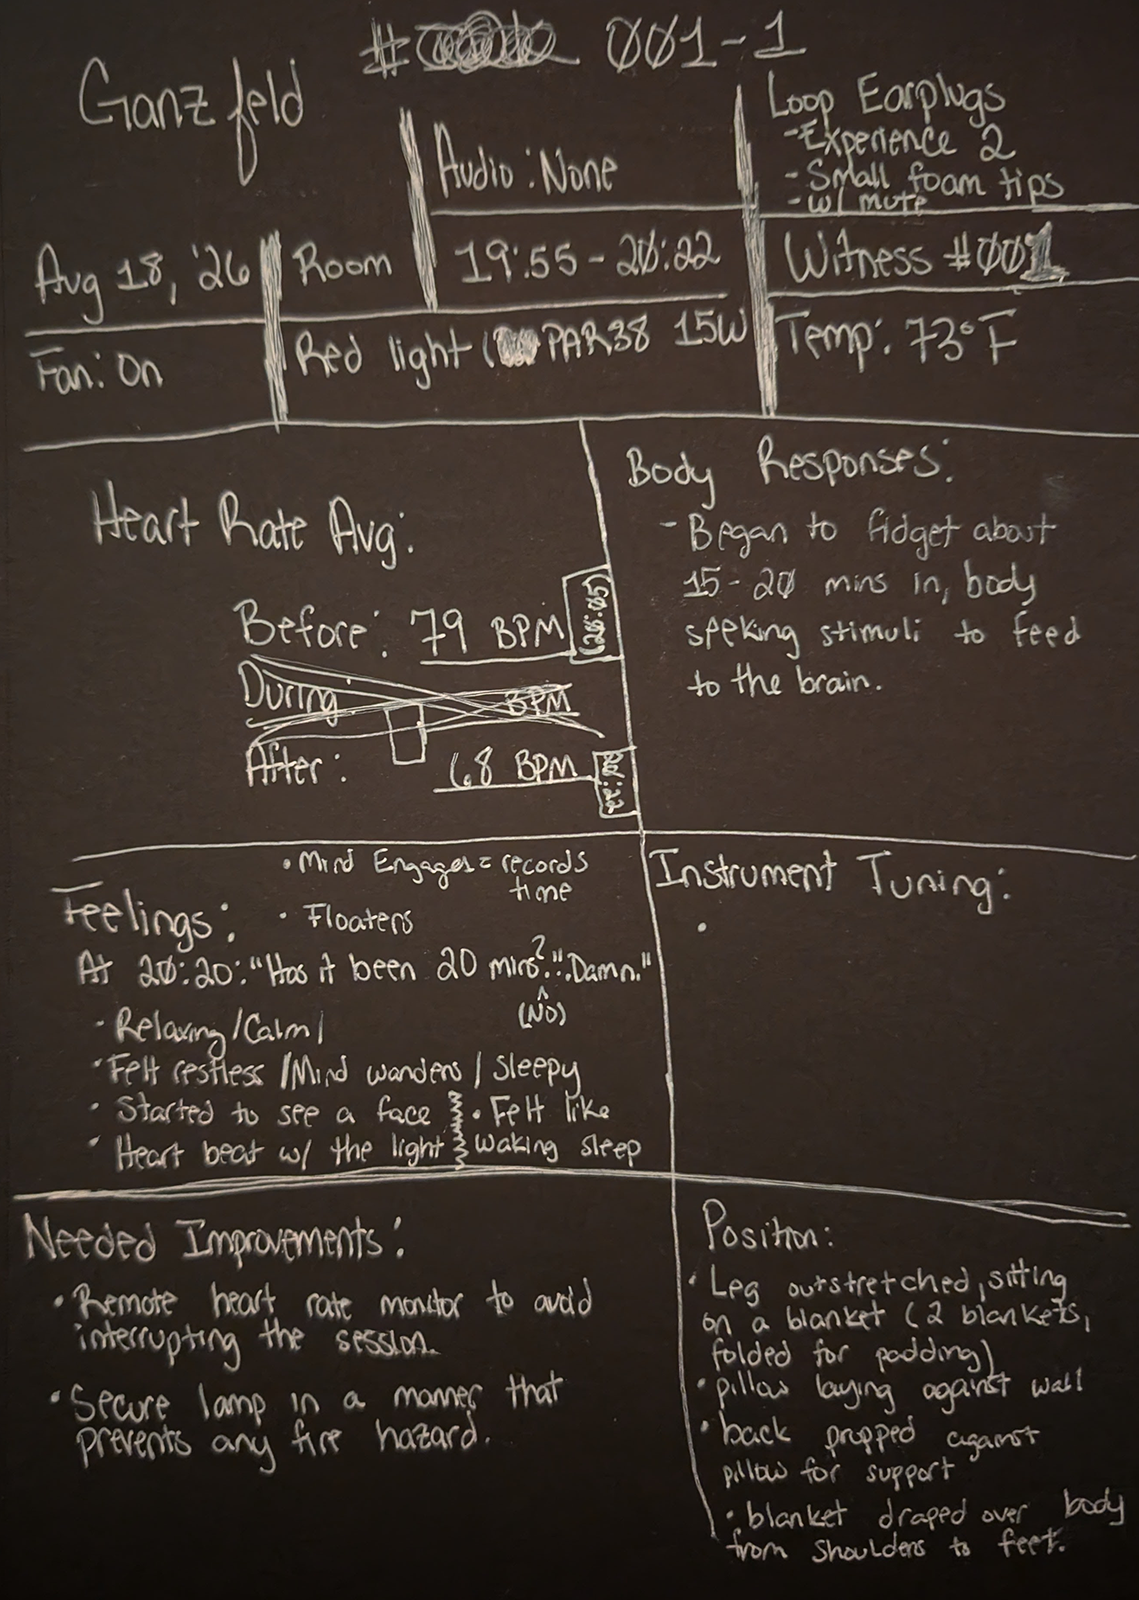 # 001-1
Ganzfeld
Loop Earplugs
- Experience 2
- Small foam tips
- w/ mute
Audio: None
Aug 18, '26
Room
19:55 - 20:22
Witness #001
Fan: On
Red light ( PAR38 15W
Temp: 73°F
Heart Rate Avg:
Before: 79 BPM
During: BPM
After: 68 BPM
Body Responses:
- Began to fidget about
15-20 mins in, body
seeking stimuli to feed
to the brain.
• Mind Engages = records
time
Feelings:
• Floaters
At 20:20: "Has it been 20 mins?" "Damn."
(No)
- Relaxing/Calm/
• Felt restless /Mind wanders / Sleepy
• Started to see a face
• Heart beat w/ the light
• Felt like
waking sleep
Instrument Tuning:
•
Needed Improvements:
• Remote heart rate monitor to avoid
interrupting the session.
• Secure lamp in a manner that
prevents any fire hazard.
Position:
• Leg outstretched, sitting
on a blanket (2 blankets,
folded for padding)
• pillow laying against wall
• back propped against
pillow for support
• blanket draped over body
from shoulders to feet.